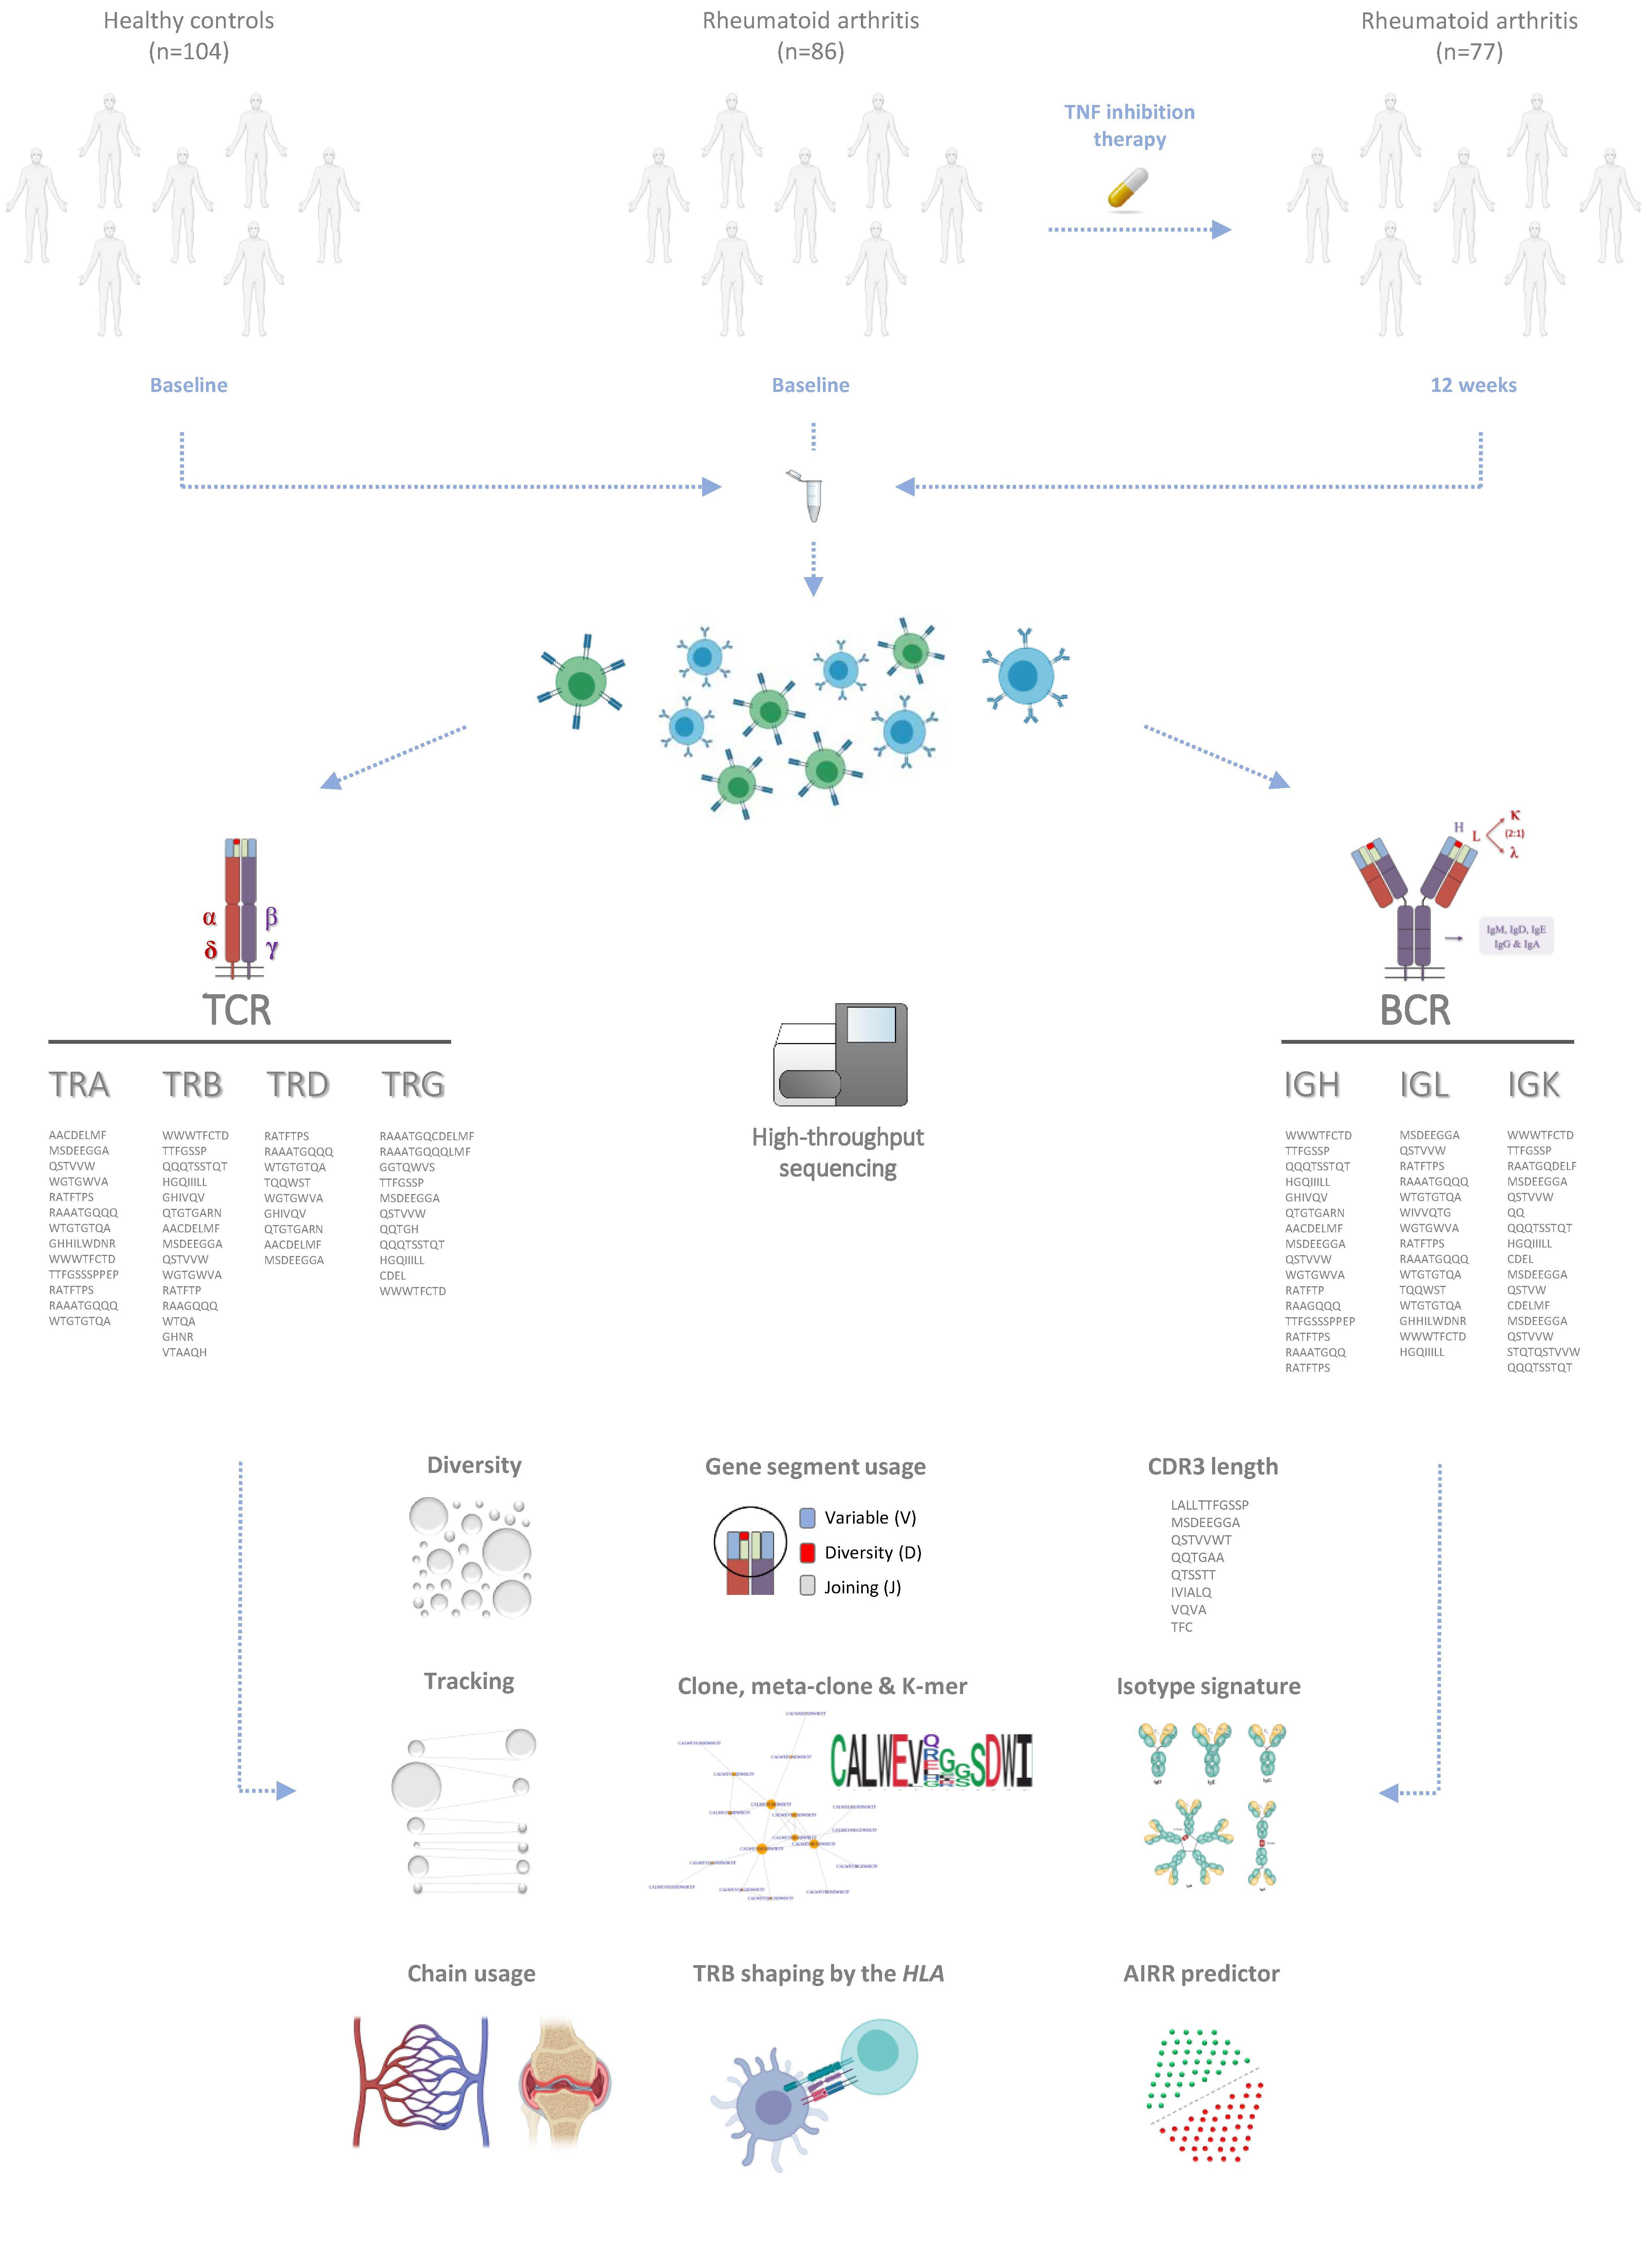 Healthy controls
(n=104)
Rheumatoid arthritis
(n=86)
Rheumatoid arthritis
(n=77)
TNF inhibition
therapy
Baseline
Baseline
12 weeks
H
L
K
(2:1)
λ
α
β
δ
γ
IgM, IgD, IgE
IgG & IgA
TCR
BCR
TRA
TRB
TRD
TRG
IGH
IGL
IGK
AACDELMF
MSDEEGGA
QSTVVW
WGTGWVA
RATFTPS
RAAATGQQQ
WTGTGTQA
GHHILWDNR
WWWTFCTD
TTFGSSSPPEP
RATFTPS
RAAATGQQQ
WTGTGTQA
WWWTFCTD
TTFGSSP
QQQTSSTQT
HGQIIILL
GHIVQV
QTGTGARN
AACDELMF
MSDEEGGA
QSTVVW
WGTGWVA
RATFTP
RAAGQQQ
WTQA
GHNR
VTAAQH
RATFTPS
RAAATGQQQ
WTGTGTQA
TQQWST
WGTGWVA
GHIVQV
QTGTGARN
AACDELMF
MSDEEGGA
RAAATGQCDELMF
RAAATGQQQLMF
GGTQWVS
TTFGSSP
MSDEEGGA
QSTVVW
QQTGH
QQQTSSTQT
HGQIIILL
CDEL
WWWTFCTD
High-throughput
sequencing
WWWTFCTD
TTFGSSP
QQQTSSTQT
HGQIIILL
GHIVQV
QTGTGARN
AACDELMF
MSDEEGGA
QSTVVW
WGTGWVA
RATFTP
RAAGQQQ
TTFGSSSPPEP
RATFTPS
RAAATGQQ
RATFTPS
MSDEEGGA
QSTVVW
RATFTPS
RAAATGQQQ
WTGTGTQA
WIVVQTG
WGTGWVA
RATFTPS
RAAATGQQQ
WTGTGTQA
TQQWST
WTGTGTQA
GHHILWDNR
WWWTFCTD
HGQIIILL
WWWTFCTD
TTFGSSP
RAATGQDELF
MSDEEGGA
QSTVVW
QQ
QQQTSSTQT
HGQIIILL
CDEL
MSDEEGGA
QSTVW
CDELMF
MSDEEGGA
QSTVVW
STQTQSTVVW
QQQTSSTQT
Diversity
Gene segment usage
Variable (V)
Diversity (D)
Joining (J)
CDR3 length
LALLTTFGSSP
MSDEEGGA
QSTVVWT
QQTGAA
QTSSTT
IVIALQ
VQVA
TFC
Tracking
Clone, meta-clone & K-mer
Isotype signature
Chain usage
TRB shaping by the HLA
AIRR predictor